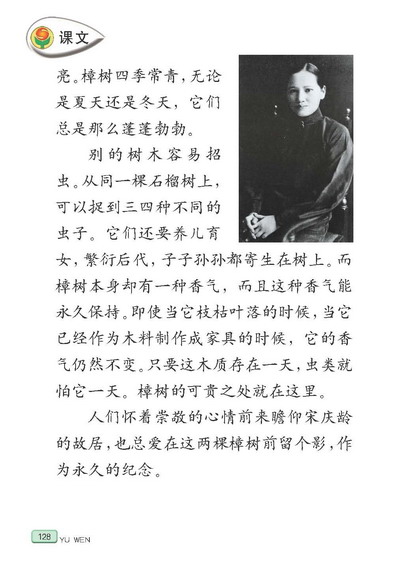 课文
亮。樟树四季常青，无论
是夏天还是冬天，它们
总是那么蓬蓬勃勃。
别的树木容易招
虫。从同一棵石榴树上，
可以捉到三四种不同的
虫子。它们还要养儿育
女，繁衍后代，子子孙孙都寄生在树上。而
樟树本身却有一种香气，而且这种香气能
永久保持。即使当它枝枯叶落的时候，当它
已经作为木料制作成家具的时候，它的香
气仍然不变。只要这木质存在一天，虫类就
怕它一天。樟树的可贵之处就在这里。
人们怀着崇敬的心情前来瞻仰宋庆龄
的故居，也总爱在这两棵樟树前留个影，作
为永久的纪念。
128
YU WEN